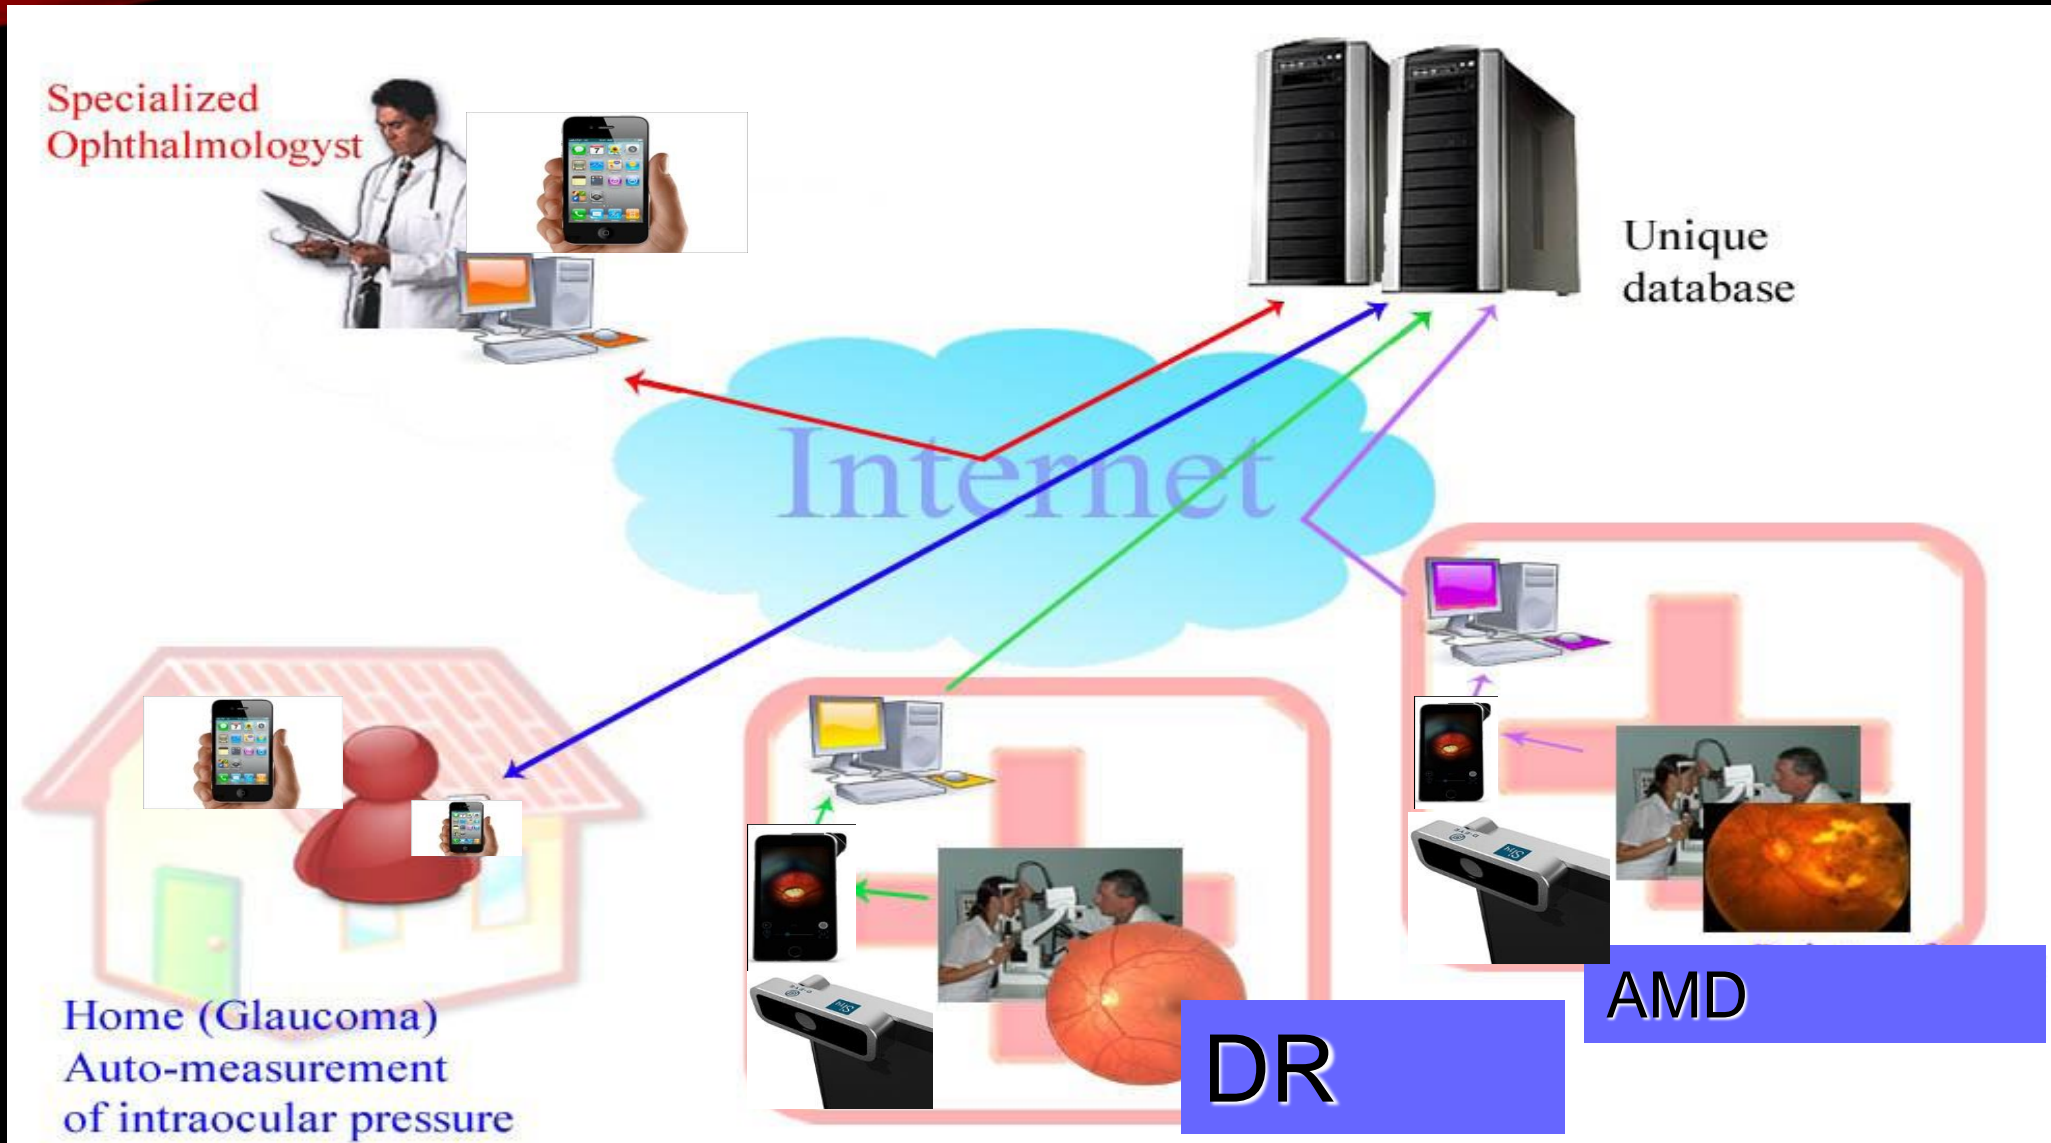 Specialized
Ophthalmologyst
Unique
database
Internet
Home (Glaucoma)
Auto-measurement
of intraocular pressure
DR
AMD